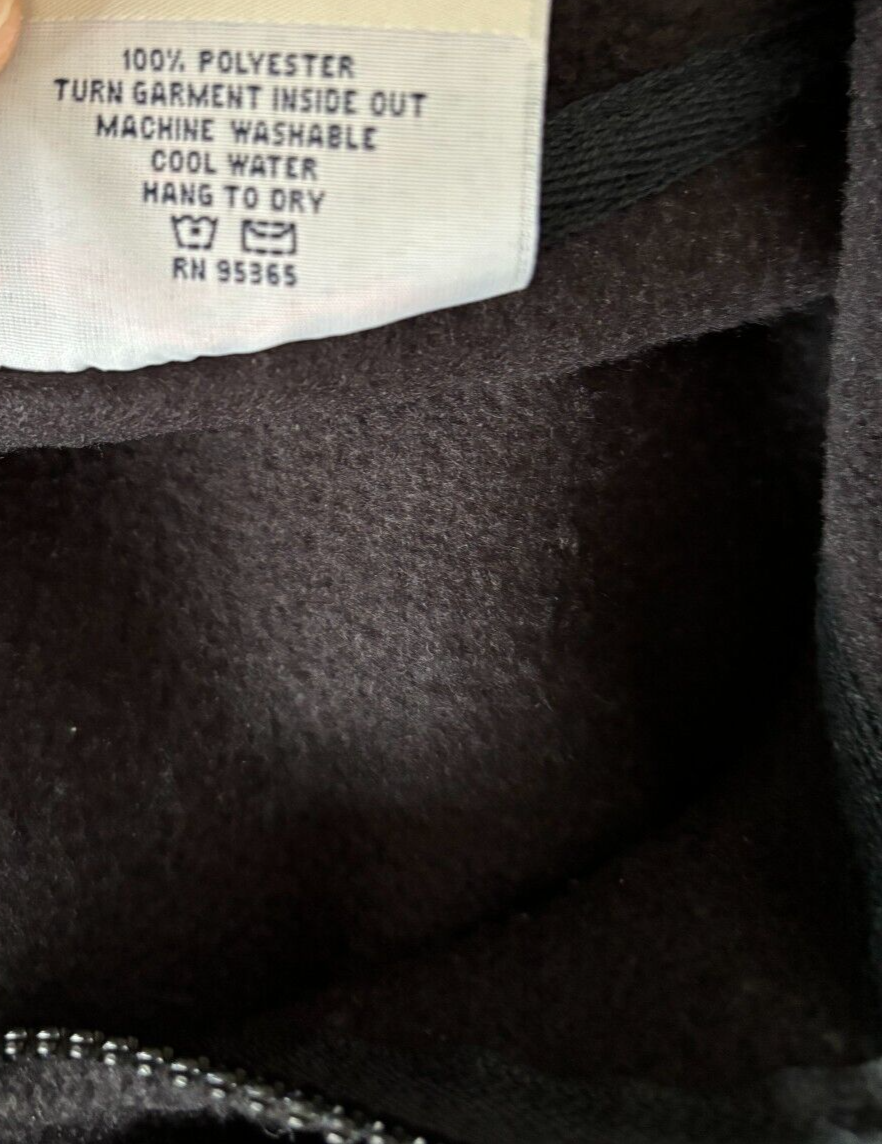 100% POLYESTER
TURN GARMENT INSIDE OUT
MACHINE WASHABLE
COOL WATER
HANG TO DRY
RN 95365